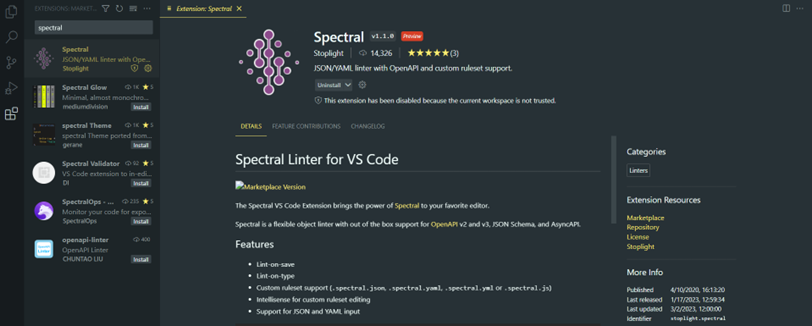 EXTENSIONS: MARKET...
spectral
Spectral
JSON/YAML linter with Ope...
Stoplight
Spectral Glow 1K 5
Minimal, almost monochrom...
mediumdivision Install
spectral Theme 1K 5
spectral Theme ported from...
gerane Install
Spectral Validator 52 5
VS Code extension to in-edi...
DI Install
SpectralOps - ... 235 5
Monitor your code for expo...
SpectralOps Install
openapi-linter 400
OpenAPI Linter
CHUNTAO LIU Install
Extension: Spectral
Spectral v1.1.0 Preview
Stoplight 14,326 (3)
JSON/YAML linter with OpenAPI and custom ruleset support.
Uninstall
This extension has been disabled because the current workspace is not trusted.
DETAILS FEATURE CONTRIBUTIONS CHANGELOG
Spectral Linter for VS Code
Marketplace Version
The Spectral VS Code Extension brings the power of Spectral to your favorite editor.
Spectral is a flexible object linter with out of the box support for OpenAPI v2 and v3, JSON Schema, and AsyncAPI.
Features
Lint-on-save
Lint-on-type
Custom ruleset support (.spectral.json, .spectral.yaml, .spectral.yml or .spectral.js)
Intellisense for custom ruleset editing
Support for JSON and YAML input
Categories
Linters
Extension Resources
Marketplace
Repository
License
Stoplight
More Info
Published 4/10/2020, 16:13:20
Last released 1/17/2023, 12:59:34
Last updated 3/2/2023, 12:00:00
Identifier stoplight.spectral